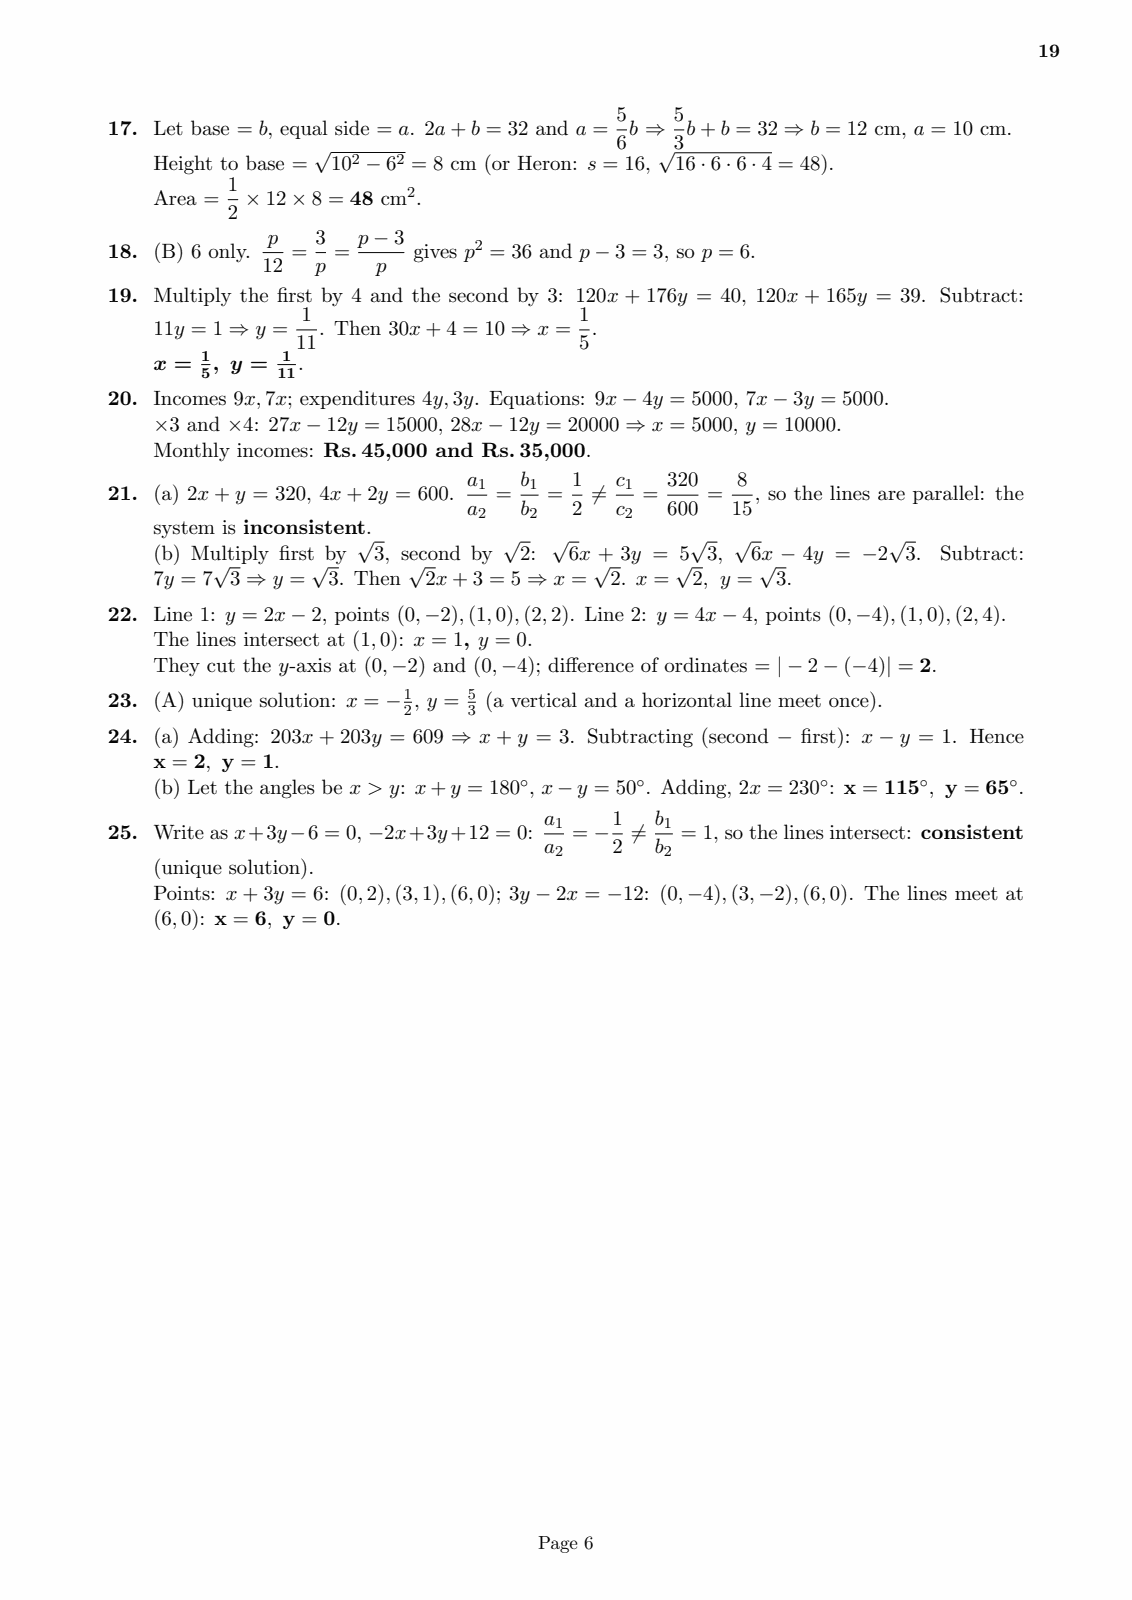 19
17. Let base = b, equal side = a. 2a + b = 32 and a = 5/6 b ⇒ 5/3 b + b = 32 ⇒ b = 12 cm, a = 10 cm.
Height to base = √(10² − 6²) = 8 cm (or Heron: s = 16, √(16 · 6 · 6 · 4) = 48).
Area = 1/2 × 12 × 8 = 48 cm².
18. (B) 6 only. p/12 = 3/p = (p − 3)/p gives p² = 36 and p − 3 = 3, so p = 6.
19. Multiply the first by 4 and the second by 3: 120x + 176y = 40, 120x + 165y = 39. Subtract:
11y = 1 ⇒ y = 1/11. Then 30x + 4 = 10 ⇒ x = 1/5.
x = 1/5, y = 1/11.
20. Incomes 9x, 7x; expenditures 4y, 3y. Equations: 9x − 4y = 5000, 7x − 3y = 5000.
×3 and ×4: 27x − 12y = 15000, 28x − 12y = 20000 ⇒ x = 5000, y = 10000.
Monthly incomes: Rs. 45,000 and Rs. 35,000.
21. (a) 2x + y = 320, 4x + 2y = 600. a₁/a₂ = b₁/b₂ = 1/2 ≠ c₁/c₂ = 320/600 = 8/15, so the lines are parallel: the
system is inconsistent.
(b) Multiply first by √3, second by √2: √6x + 3y = 5√3, √6x − 4y = −2√3. Subtract:
7y = 7√3 ⇒ y = √3. Then √2x + 3 = 5 ⇒ x = √2. x = √2, y = √3.
22. Line 1: y = 2x − 2, points (0, −2), (1, 0), (2, 2). Line 2: y = 4x − 4, points (0, −4), (1, 0), (2, 4).
The lines intersect at (1, 0): x = 1, y = 0.
They cut the y-axis at (0, −2) and (0, −4); difference of ordinates = | − 2 − (−4)| = 2.
23. (A) unique solution: x = −1/2, y = 5/3 (a vertical and a horizontal line meet once).
24. (a) Adding: 203x + 203y = 609 ⇒ x + y = 3. Subtracting (second − first): x − y = 1. Hence
x = 2, y = 1.
(b) Let the angles be x > y: x + y = 180°, x − y = 50°. Adding, 2x = 230°: x = 115°, y = 65°.
25. Write as x+3y−6 = 0, −2x+3y+12 = 0: a₁/a₂ = −1/2 ≠ b₁/b₂ = 1, so the lines intersect: consistent
(unique solution).
Points: x + 3y = 6: (0, 2), (3, 1), (6, 0); 3y − 2x = −12: (0, −4), (3, −2), (6, 0). The lines meet at
(6, 0): x = 6, y = 0.
Page 6